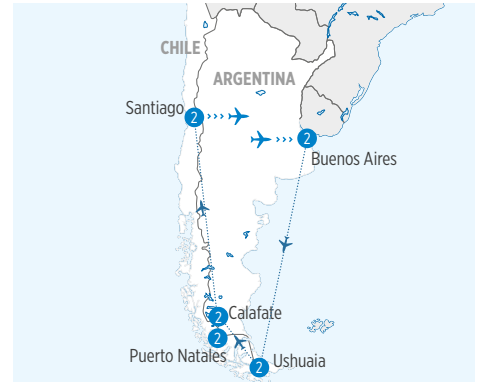 CHILE
ARGENTINA
Santiago
2
2
Buenos Aires
2
Calafate
2
Puerto Natales
2
Ushuaia